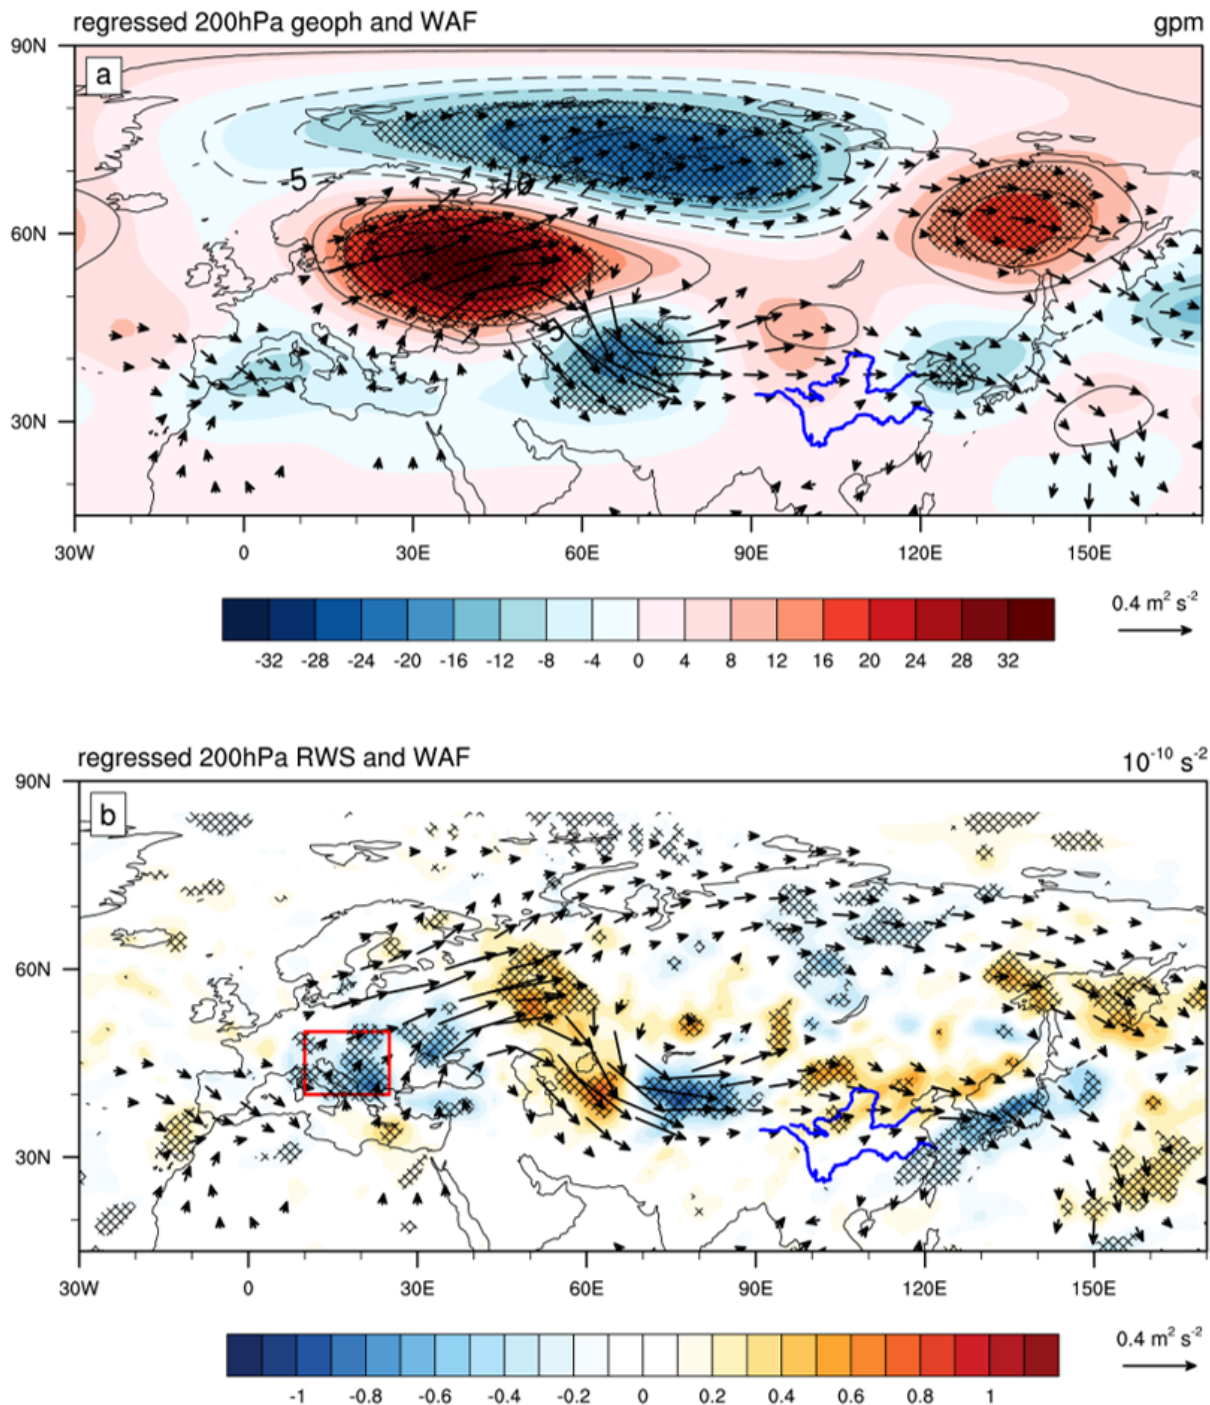 regressed 200hPa geoph and WAF gpm
90N
a
-5
-10
60N
5
30N
30W 0 30E 60E 90E 120E 150E
0.4 m² s⁻²
-32 -28 -24 -20 -16 -12 -8 -4 0 4 8 12 16 20 24 28 32
regressed 200hPa RWS and WAF 10⁻¹⁰ s⁻²
90N
b
60N
30N
30W 0 30E 60E 90E 120E 150E
0.4 m² s⁻²
-1 -0.8 -0.6 -0.4 -0.2 0 0.2 0.4 0.6 0.8 1